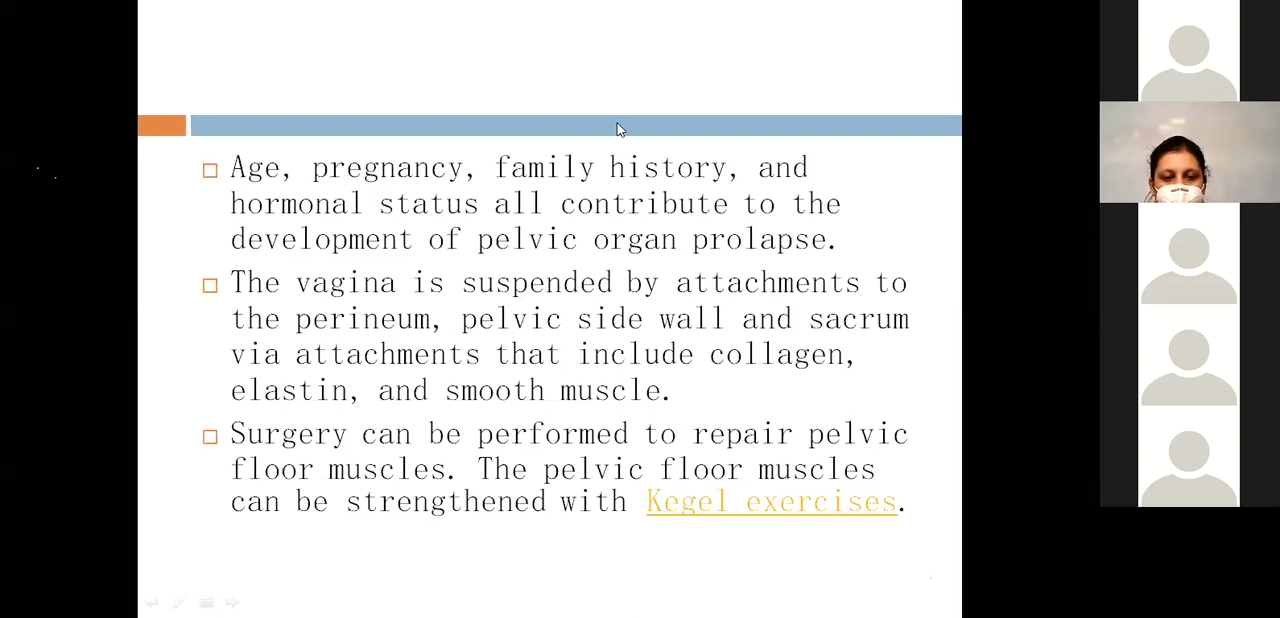 Age, pregnancy, family history, and
hormonal status all contribute to the
development of pelvic organ prolapse.
The vagina is suspended by attachments to
the perineum, pelvic side wall and sacrum
via attachments that include collagen,
elastin, and smooth muscle.
Surgery can be performed to repair pelvic
floor muscles. The pelvic floor muscles
can be strengthened with Kegel exercises.